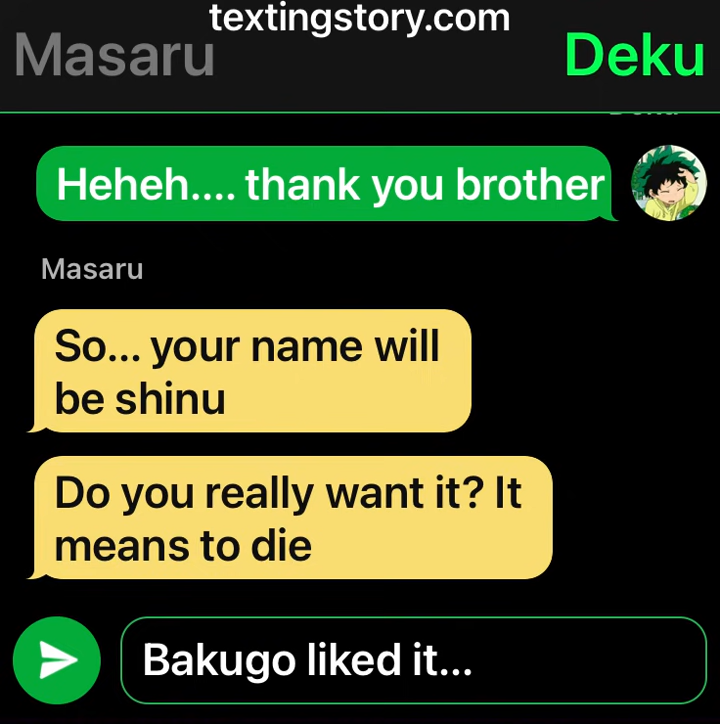 textingstory.com
Masaru
Deku
Heheh.... thank you brother
Masaru
So... your name will
be shinu
Do you really want it? It
means to die
Bakugo liked it...